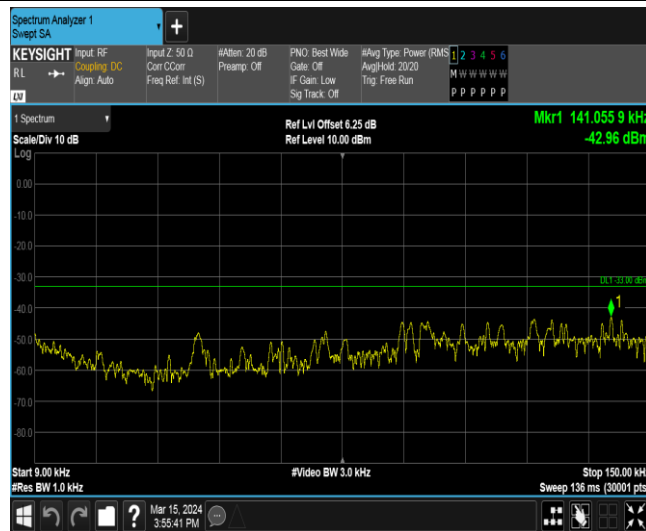 Spectrum Analyzer 1
Swept SA
+
KEYSIGHT
RL
LXI
Input: RF
Coupling: DC
Align: Auto
Input Z: 50 Ω
Corr CCorr
Freq Ref: Int (S)
#Atten: 20 dB
Preamp: Off
PNO: Best Wide
Gate: Off
IF Gain: Low
Sig Track: Off
#Avg Type: Power (RMS
Avg|Hold: 20/20
Trig: Free Run
1 2 3 4 5 6
M W W W W W
P P P P P P
1 Spectrum
Scale/Div 10 dB
Ref Lvl Offset 6.25 dB
Ref Level 10.00 dBm
Mkr1 141.055 9 kHz
-42.96 dBm
Log
0.00
-10.0
-20.0
-30.0
-40.0
-50.0
-60.0
-70.0
-80.0
DL1 -33.00 dBm
1
Start 9.00 kHz
#Res BW 1.0 kHz
#Video BW 3.0 kHz
Stop 150.00 kHz
Sweep 136 ms (30001 pts
?
Mar 15, 2024
3:55:41 PM